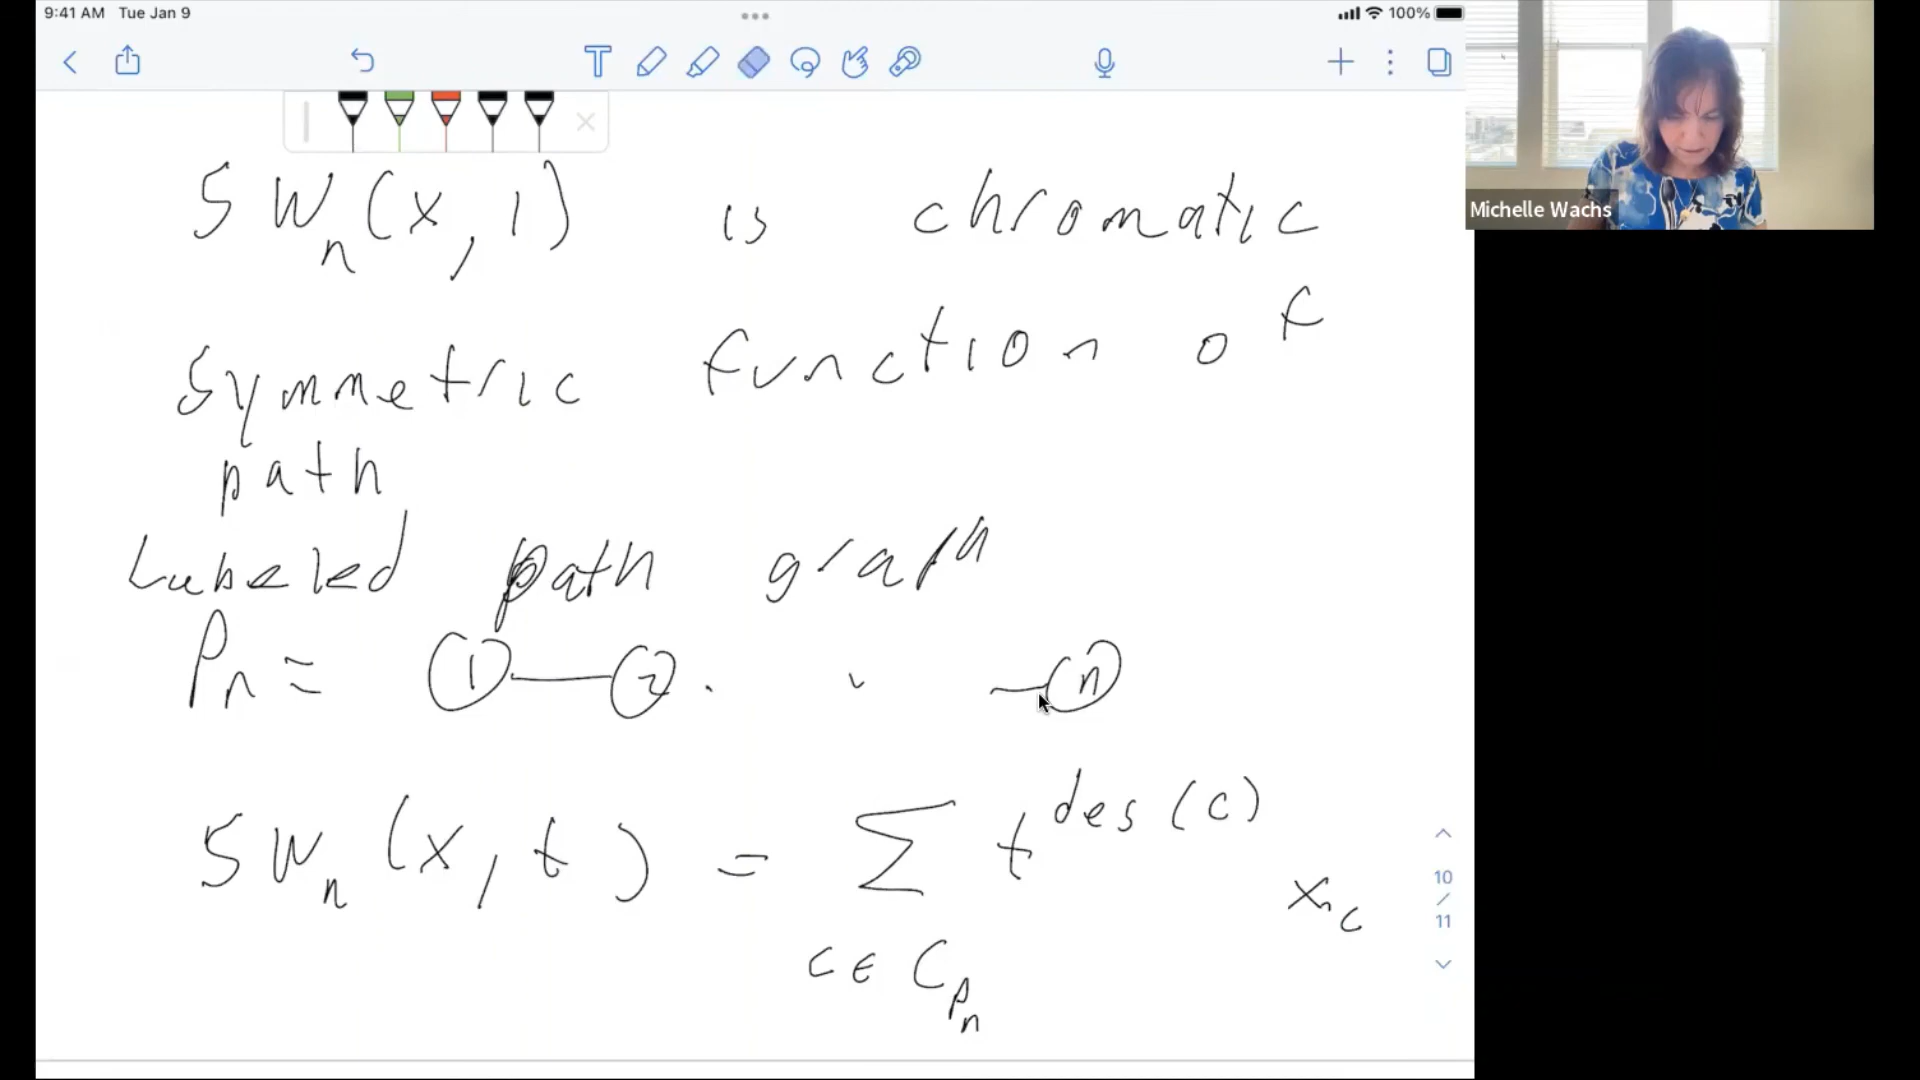 9:41 AM Tue Jan 9
100%
SW_n(x,1) is chromatic
symmetric function of
path
Labeled path graph
P_n = 1 — 2 . . — n
SW_n(x,t) = ∑ t^{des(c)} x_c
c ∈ C_{P_n}
10
/
11
Michelle Wachs